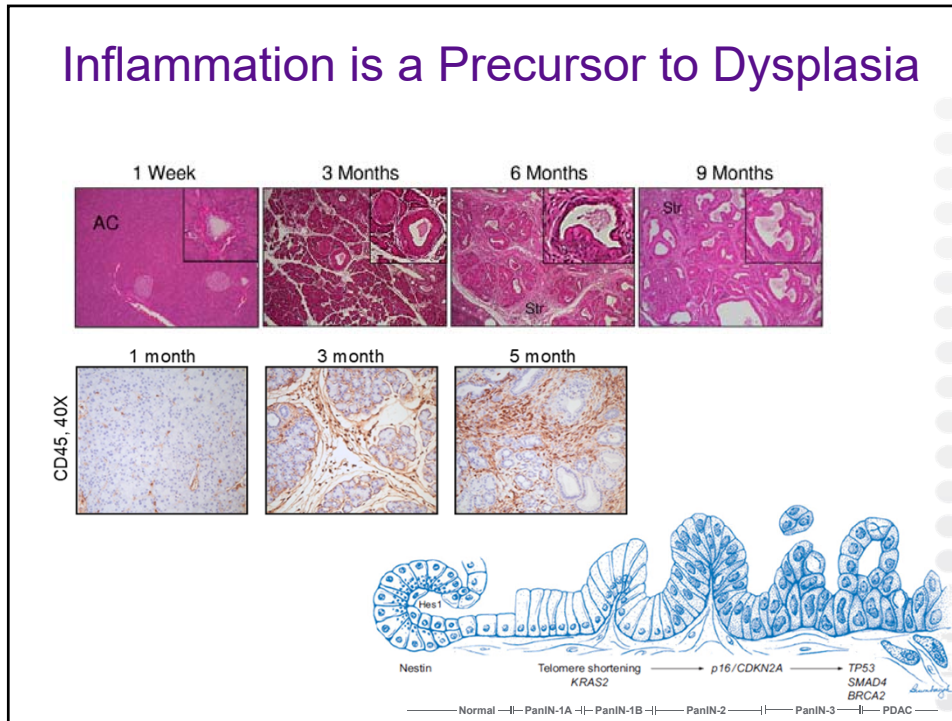 Inflammation is a Precursor to Dysplasia
1 Week 3 Months 6 Months 9 Months
AC
Str
Str
1 month 3 month 5 month
CD45, 40X
Hes1
Nestin Telomere shortening p16/CDKN2A TP53
KRAS2 SMAD4
BRCA2
Normal PanIN-1A PanIN-1B PanIN-2 PanIN-3 PDAC